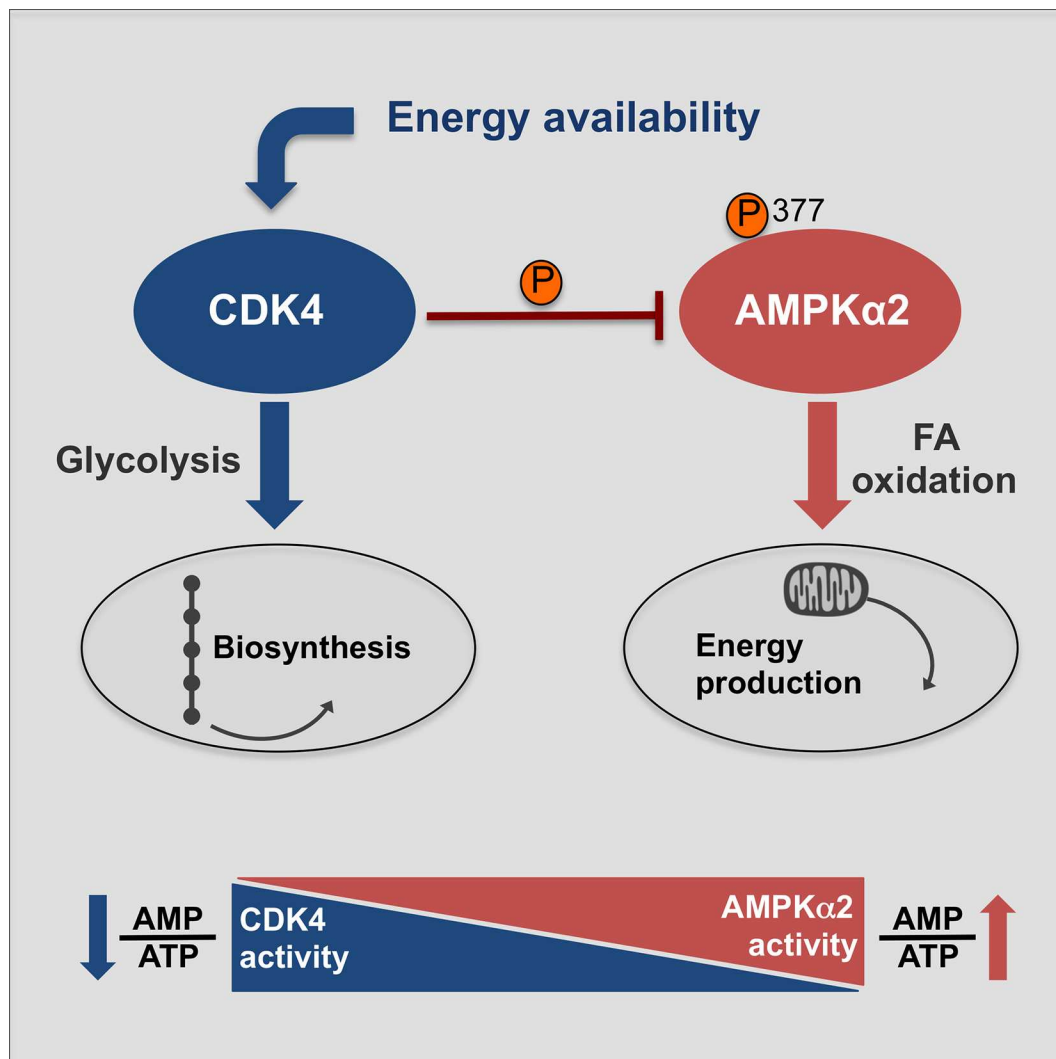 Energy availability
P 377
P
CDK4
AMPKα2
Glycolysis
FA
oxidation
Biosynthesis
Energy
production
AMP
ATP
CDK4
activity
AMPKα2
activity
AMP
ATP